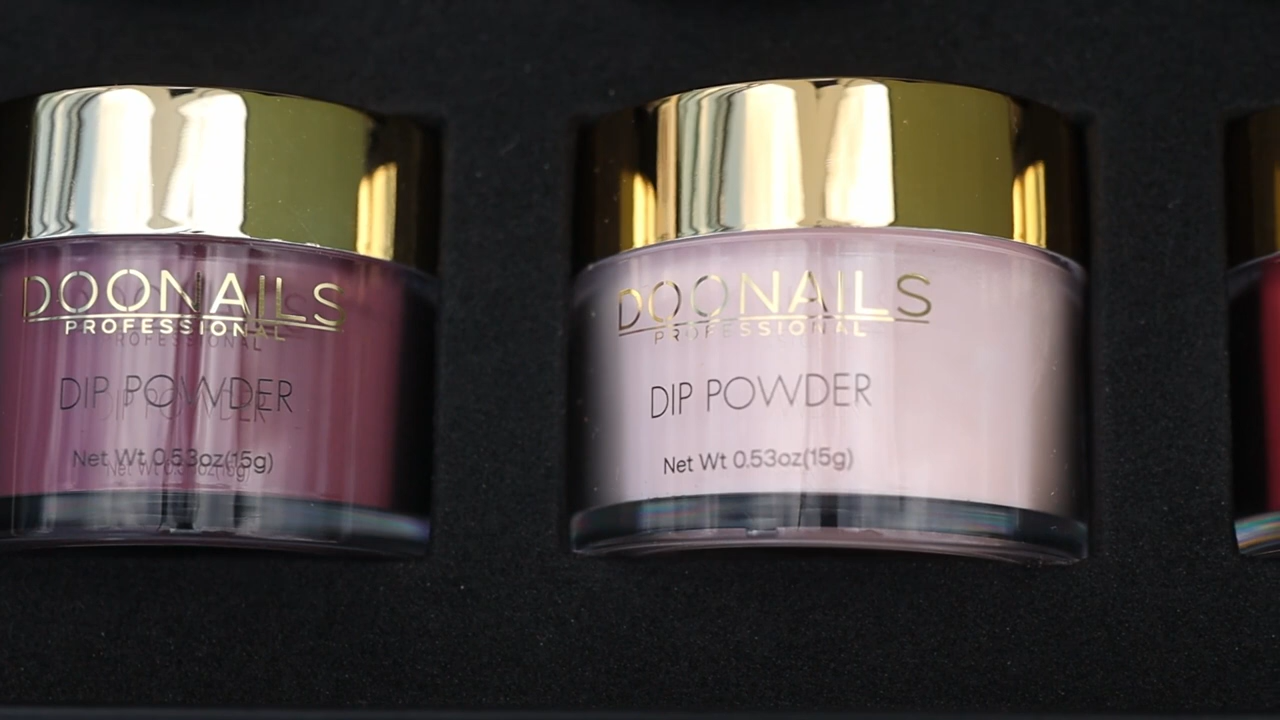 DOONAILS
PROFESSIONAL
DIP POWDER
Net Wt 0.53oz(15g)
DOONAILS
PROFESSIONAL
DIP POWDER
Net Wt 0.53oz(15g)